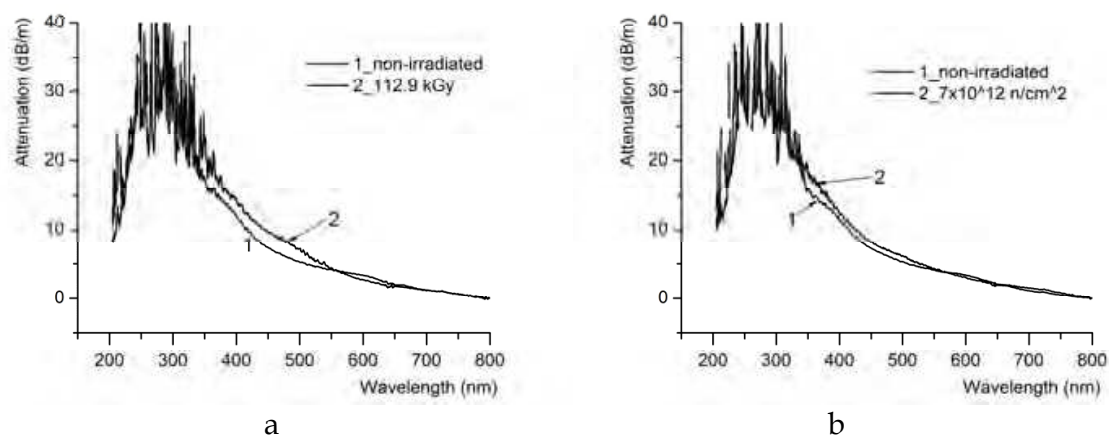 40
30
20
10
0
Attenuation (dB/m)
1_non-irradiated
2_112.9 kGy
1
2
200 300 400 500 600 700 800
Wavelength (nm)
a
40
30
20
10
0
Attenuation (dB/m)
1_non-irradiated
2_7x10^12 n/cm^2
2
1
200 300 400 500 600 700 800
Wavelength (nm)
b